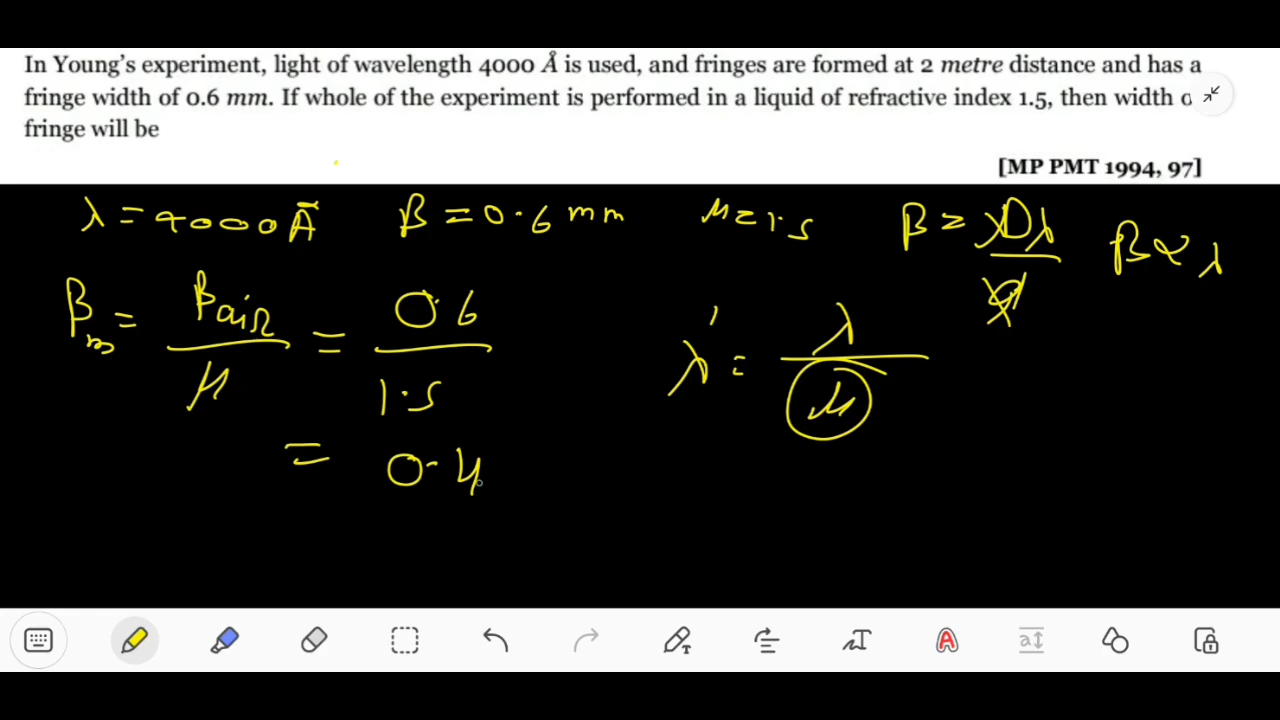 In Young's experiment, light of wavelength 4000 Å is used, and fringes are formed at 2 metre distance and has a
fringe width of 0.6 mm. If whole of the experiment is performed in a liquid of refractive index 1.5, then width o
fringe will be
[MP PMT 1994, 97]
λ = 4000 Å β = 0.6 mm μ = 1.5 β = λD/d β ∝ λ
βm = βair/μ = 0.6/1.5 λ' = λ/μ
= 0.4